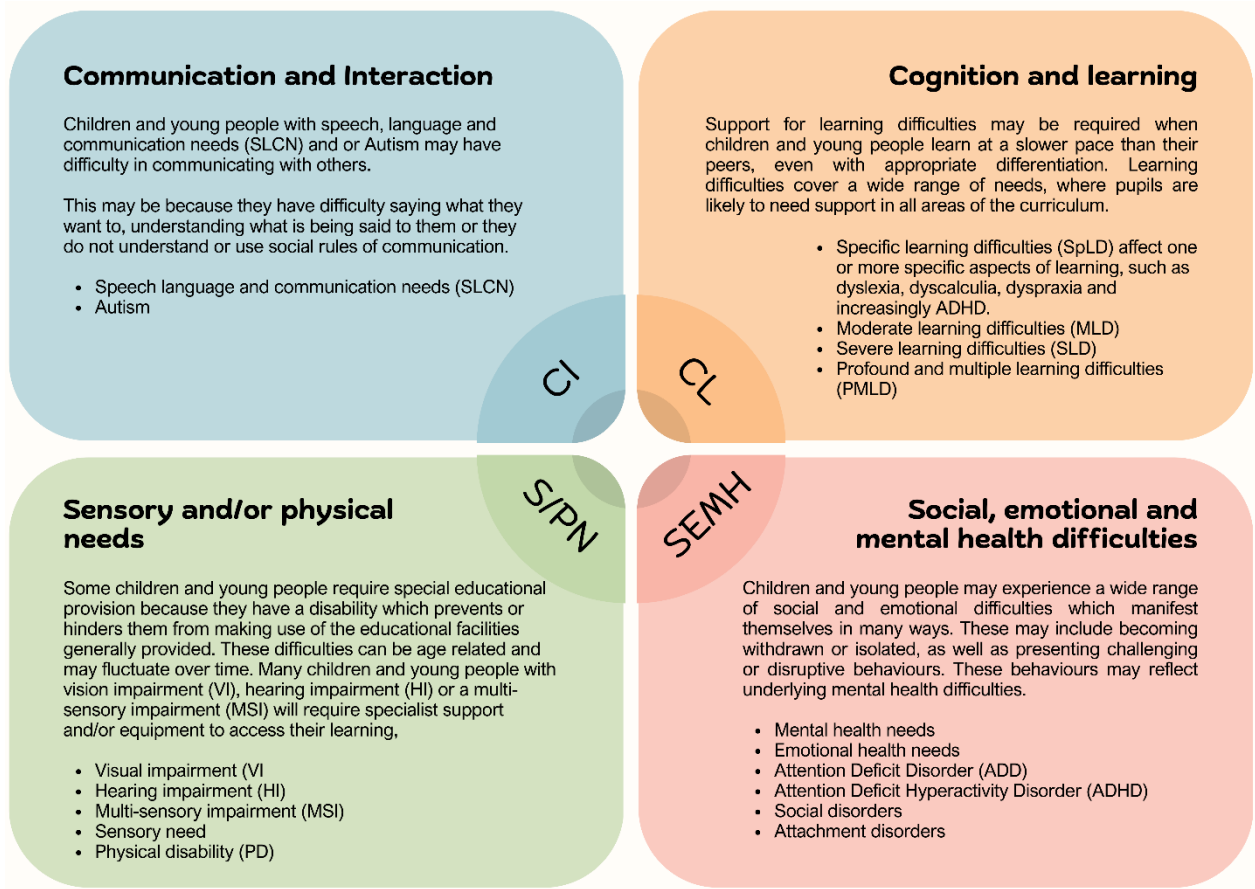 Communication and Interaction
Children and young people with speech, language and
communication needs (SLCN) and or Autism may have
difficulty in communicating with others.
This may be because they have difficulty saying what they
want to, understanding what is being said to them or they
do not understand or use social rules of communication.
• Speech language and communication needs (SLCN)
• Autism
CI
Cognition and learning
Support for learning difficulties may be required when
children and young people learn at a slower pace than their
peers, even with appropriate differentiation. Learning
difficulties cover a wide range of needs, where pupils are
likely to need support in all areas of the curriculum.
• Specific learning difficulties (SpLD) affect one
or more specific aspects of learning, such as
dyslexia, dyscalculia, dyspraxia and
increasingly ADHD.
• Moderate learning difficulties (MLD)
• Severe learning difficulties (SLD)
• Profound and multiple learning difficulties
(PMLD)
CL
Sensory and/or physical
needs
Some children and young people require special educational
provision because they have a disability which prevents or
hinders them from making use of the educational facilities
generally provided. These difficulties can be age related and
may fluctuate over time. Many children and young people with
vision impairment (VI), hearing impairment (HI) or a multi-
sensory impairment (MSI) will require specialist support
and/or equipment to access their learning,
• Visual impairment (VI
• Hearing impairment (HI)
• Multi-sensory impairment (MSI)
• Sensory need
• Physical disability (PD)
S/PN
Social, emotional and
mental health difficulties
Children and young people may experience a wide range
of social and emotional difficulties which manifest
themselves in many ways. These may include becoming
withdrawn or isolated, as well as presenting challenging
or disruptive behaviours. These behaviours may reflect
underlying mental health difficulties.
• Mental health needs
• Emotional health needs
• Attention Deficit Disorder (ADD)
• Attention Deficit Hyperactivity Disorder (ADHD)
• Social disorders
• Attachment disorders
SEMH